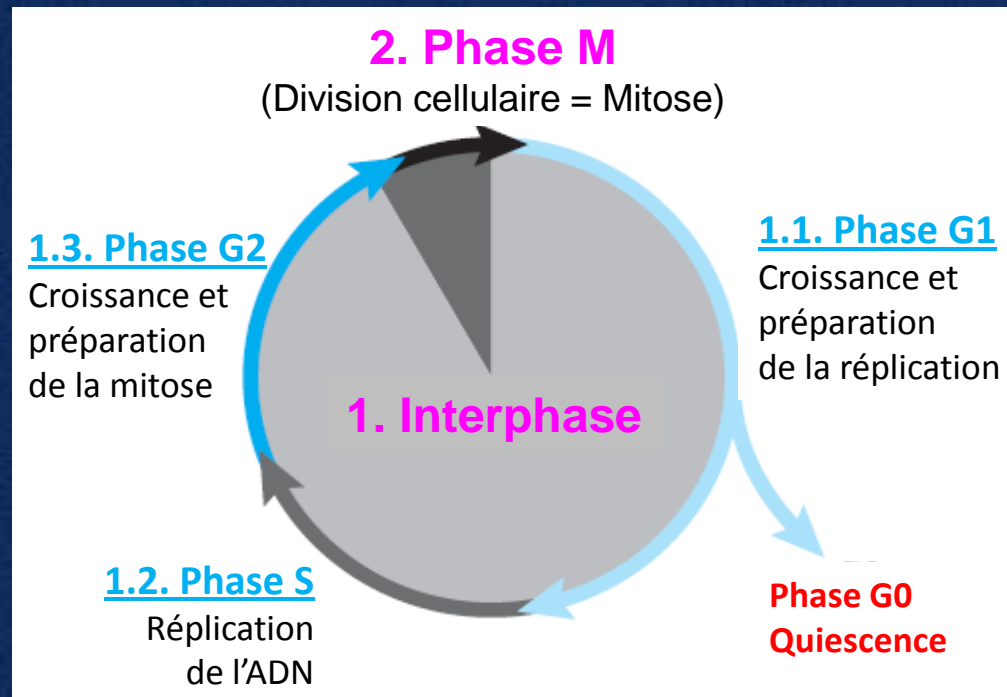 2. Phase M
(Division cellulaire = Mitose)
1.3. Phase G2
Croissance et
préparation
de la mitose
1.1. Phase G1
Croissance et
préparation
de la réplication
1. Interphase
1.2. Phase S
Réplication
de l'ADN
Phase G0
Quiescence